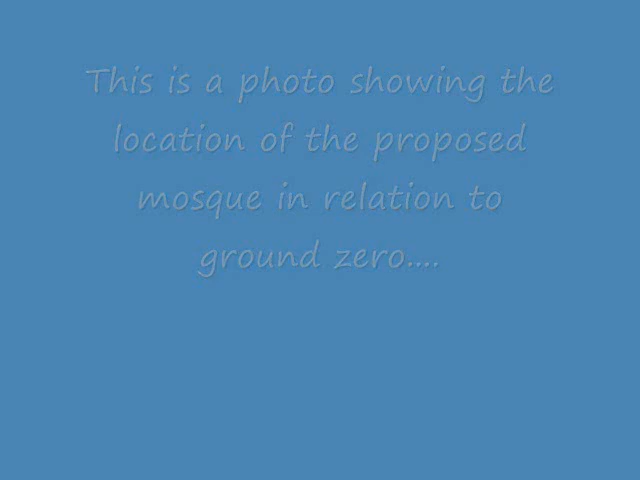 This is a photo showing the
location of the proposed
mosque in relation to
ground zero....